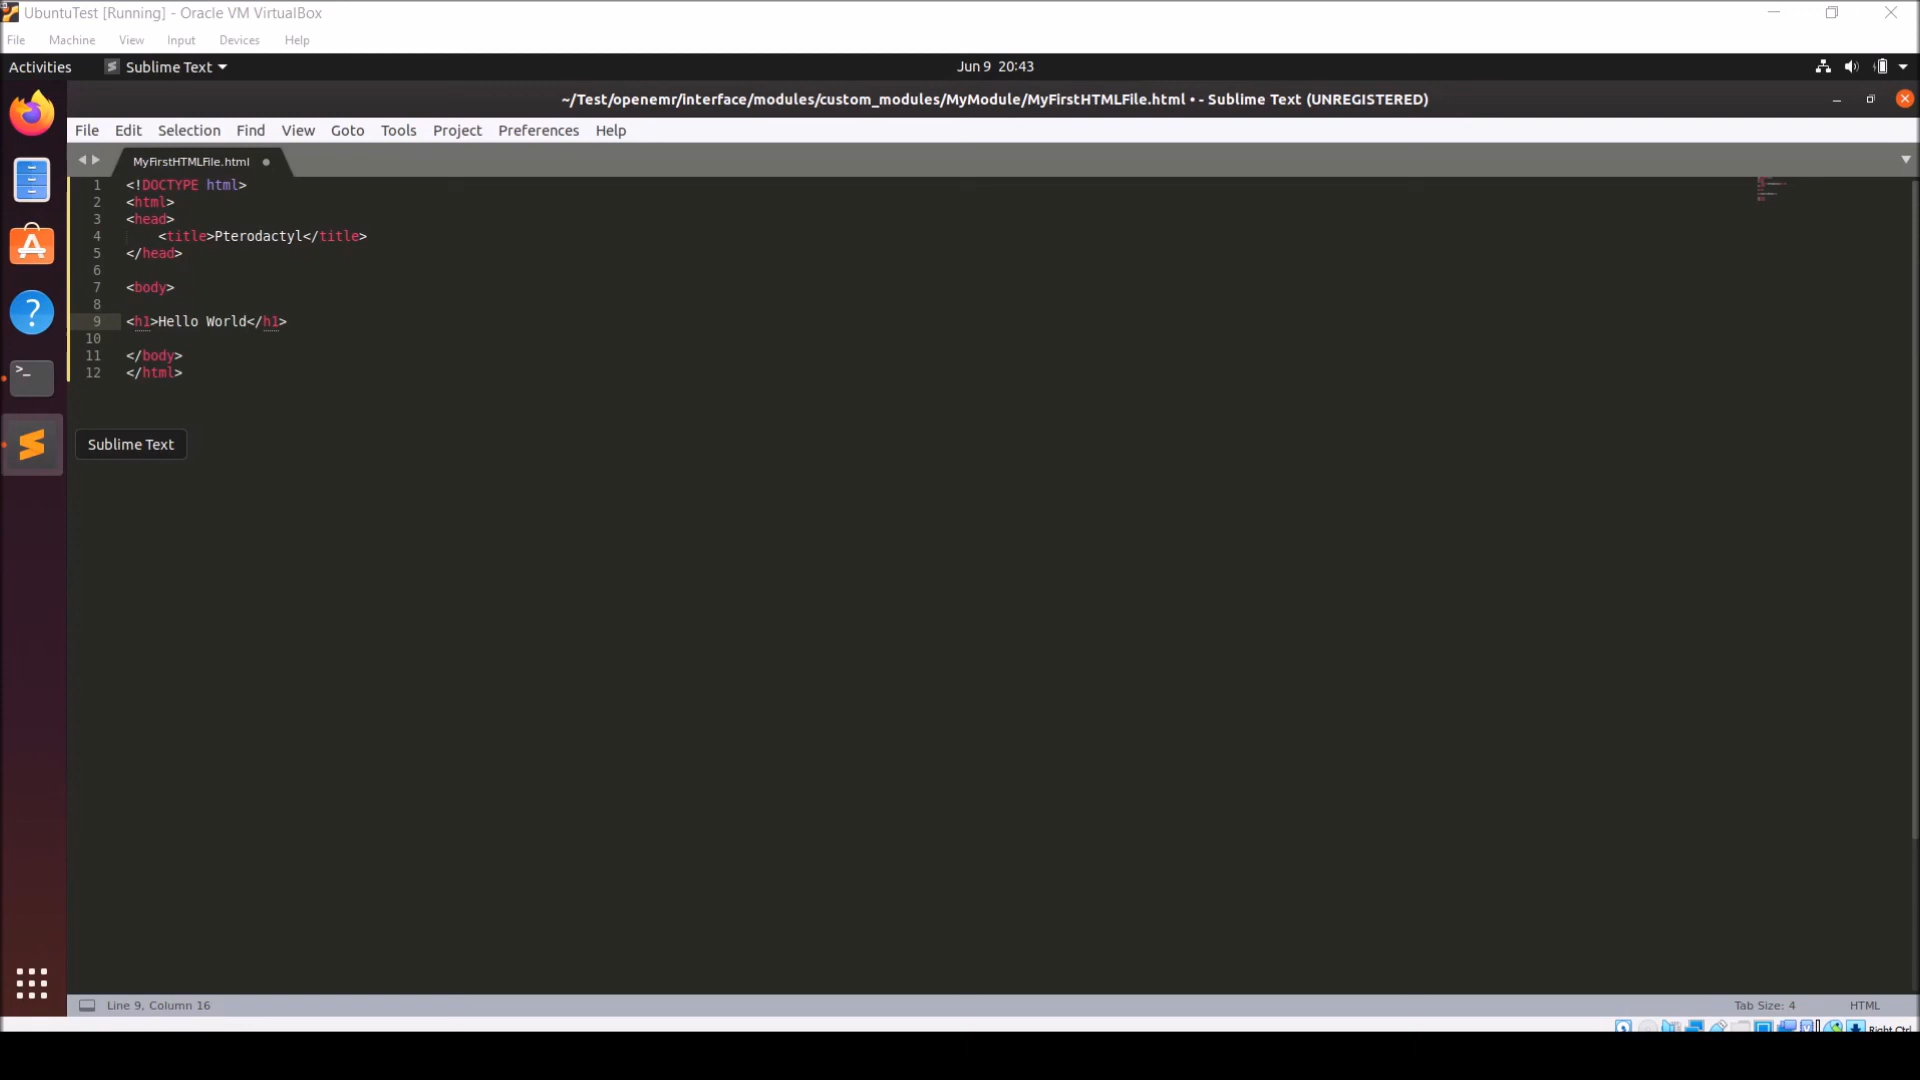 UbuntuTest [Running] - Oracle VM VirtualBox
File Machine View Input Devices Help
Activities Sublime Text Jun 9 20:43
~/Test/openemr/interface/modules/custom_modules/MyModule/MyFirstHTMLFile.html • - Sublime Text (UNREGISTERED)
File Edit Selection Find View Goto Tools Project Preferences Help
MyFirstHTMLFile.html
1 <!DOCTYPE html>
2 <html>
3 <head>
4 <title>Pterodactyl</title>
5 </head>
6
7 <body>
8
9 <h1>Hello World</h1>
10
11 </body>
12 </html>
Sublime Text
Line 9, Column 16 Tab Size: 4 HTML
Right Ctrl